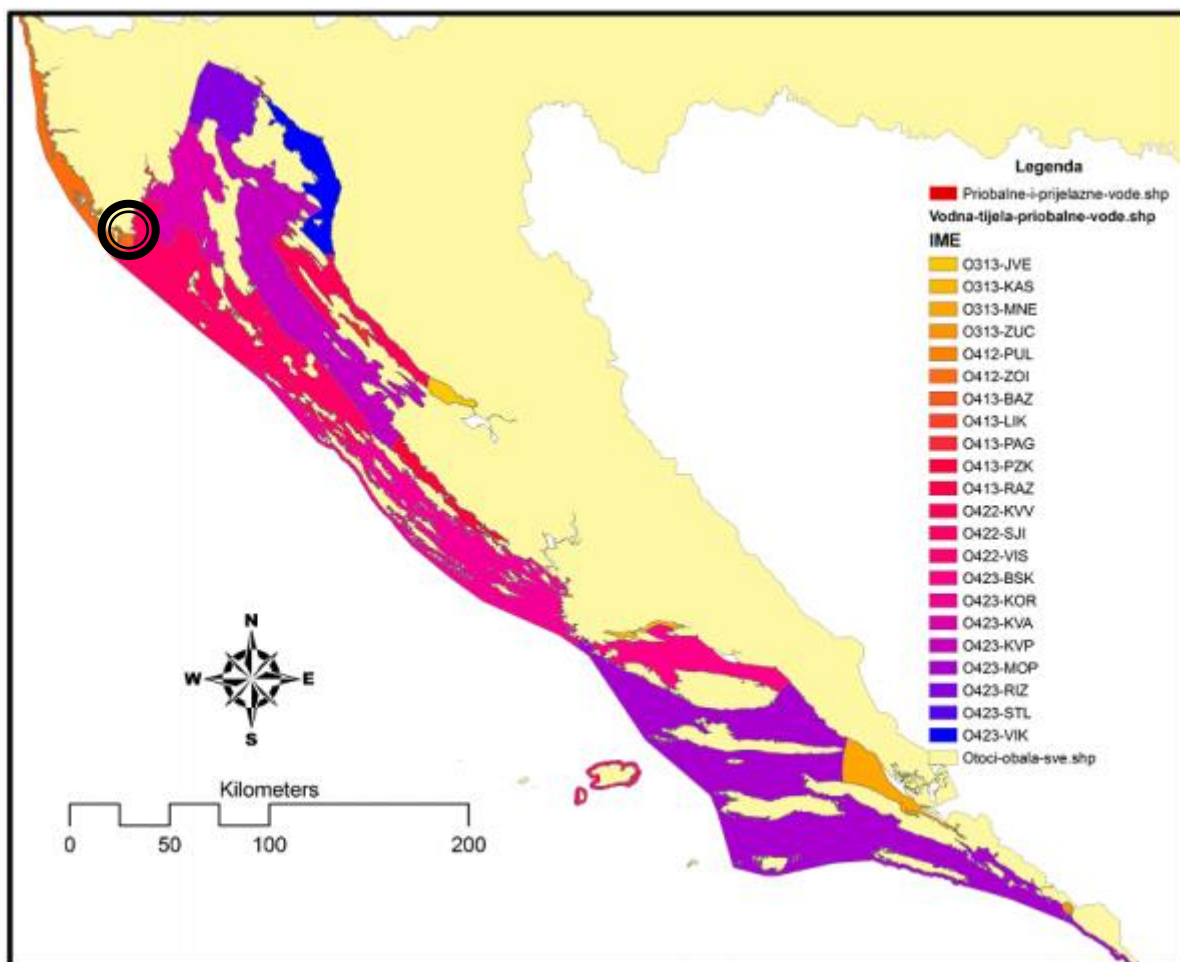 Legenda
Priobalne-i-prijelazne-vode.shp
Vodna-tijela-priobalne-vode.shp
IME
O313-JVE
O313-KAS
O313-MNE
O313-ZUC
O412-PUL
O412-ZOI
O413-BAZ
O413-LIK
O413-PAG
O413-PZK
O413-RAZ
O422-KVV
O422-SJI
O422-VIS
O423-BSK
O423-KOR
O423-KVA
O423-KVP
O423-MOP
O423-RIZ
O423-STL
O423-VIK
Otoci-obala-sve.shp
N
W E
S
Kilometers
0 50 100 200